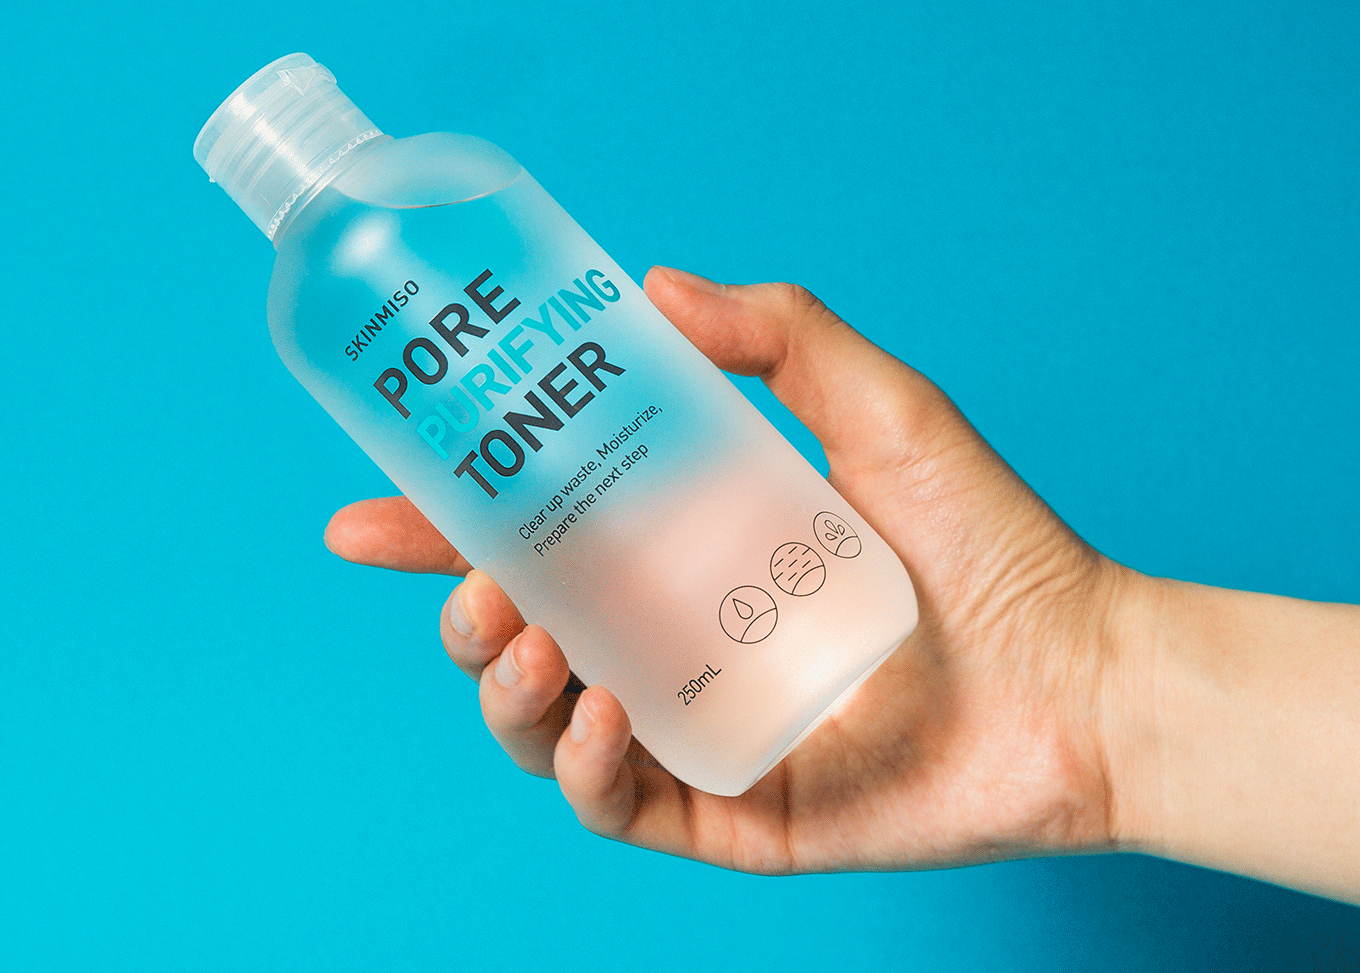 SKINMISO
PORE
PURIFYING
TONER
Clear up waste, Moisturize,
Prepare the next step
250mL